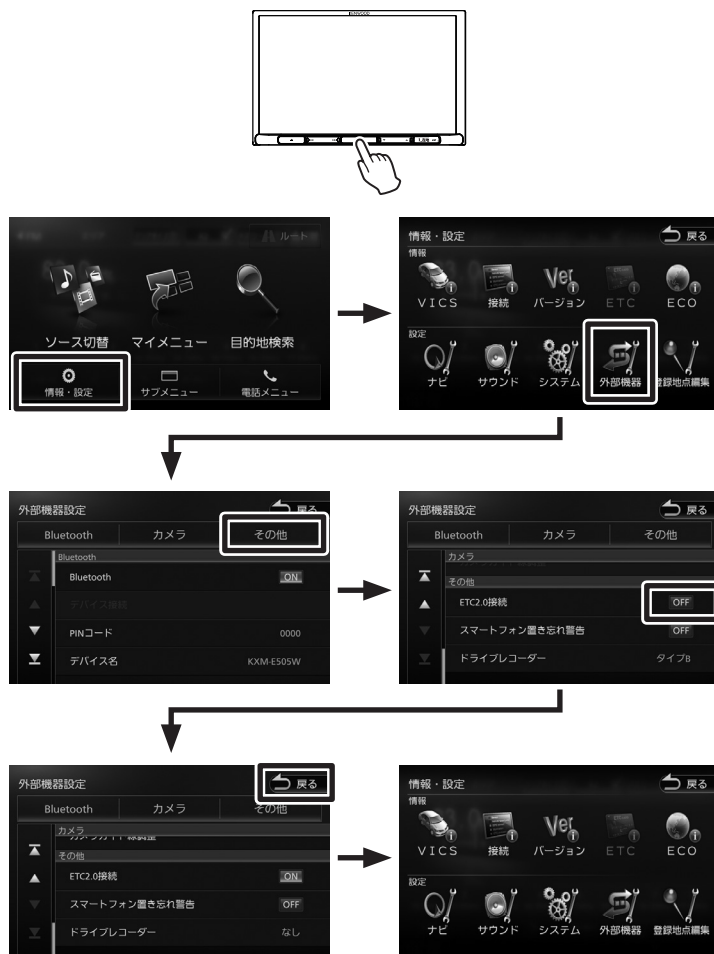 KENWOOD
ルート
ソース切替 マイメニュー 目的地検索
情報・設定 サブメニュー 電話メニュー
情報・設定 戻る
情報
VICS 接続 バージョン ETC ECO
設定
ナビ サウンド システム 外部機器 登録地点編集
外部機器設定 戻る
Bluetooth カメラ その他
Bluetooth
Bluetooth ON
デバイス接続
PINコード 0000
デバイス名 KXM-E505W
外部機器設定 戻る
Bluetooth カメラ その他
カメラ
その他
ETC2.0接続 OFF
スマートフォン置き忘れ警告 OFF
ドライブレコーダー タイプB
外部機器設定 戻る
Bluetooth カメラ その他
カメラ
その他
ETC2.0接続 ON
スマートフォン置き忘れ警告 OFF
ドライブレコーダー なし
情報・設定 戻る
情報
VICS 接続 バージョン ETC ECO
設定
ナビ サウンド システム 外部機器 登録地点編集